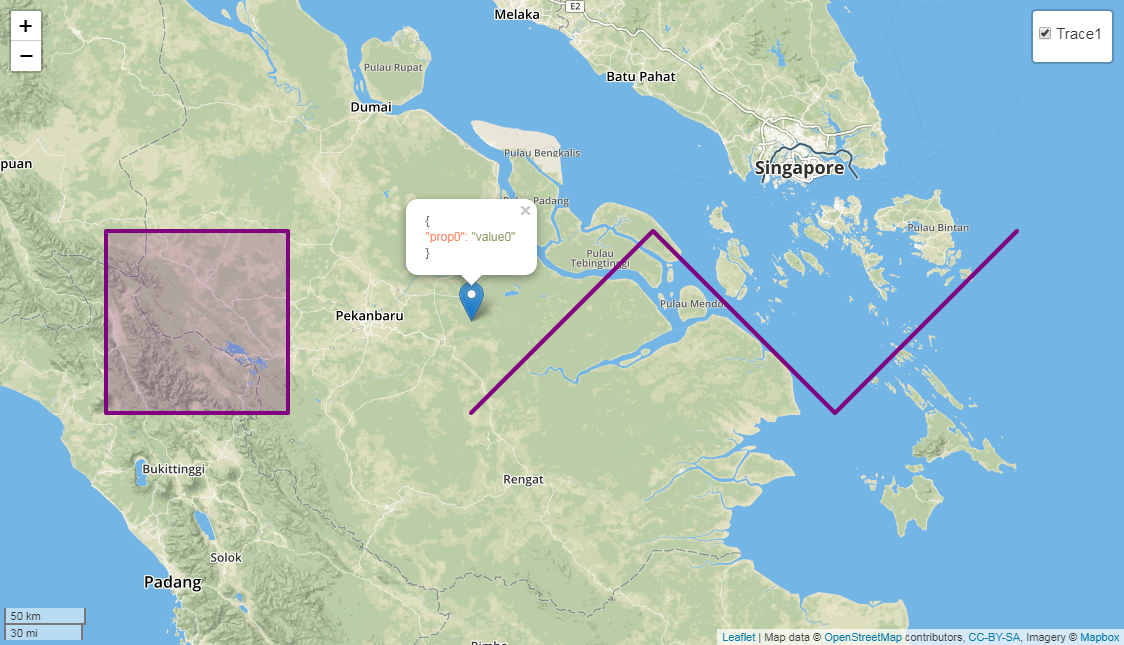 +
−
Melaka
E2
Trace1
Pulau Rupat
Batu Pahat
Dumai
Pulau Bengkalis
puan
Singapore
Padang
{
"prop0": "value0"
}
×
Pulau Bintan
Pulau
Tebingtinggi
Pulau Mendo
Pekanbaru
Bukittinggi
Rengat
Solok
Padang
50 km
30 mi
Leaflet | Map data © OpenStreetMap contributors, CC-BY-SA, Imagery © Mapbox